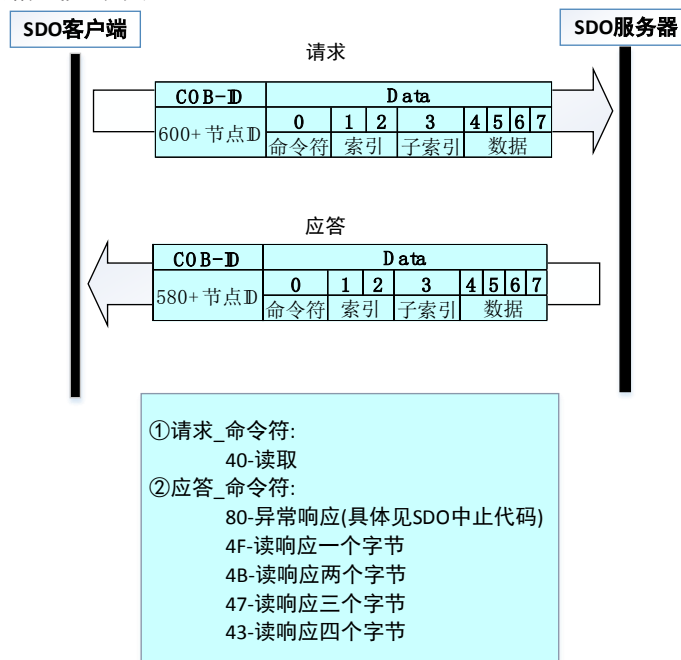 SDO客户端
SDO服务器
请求
COB-ID Data
600+节点ID 0 1 2 3 4 5 6 7
命令符 索引 子索引 数据
应答
COB-ID Data
580+节点ID 0 1 2 3 4 5 6 7
命令符 索引 子索引 数据
①请求_命令符:
40-读取
②应答_命令符:
80-异常响应(具体见SDO中止代码)
4F-读响应一个字节
4B-读响应两个字节
47-读响应三个字节
43-读响应四个字节